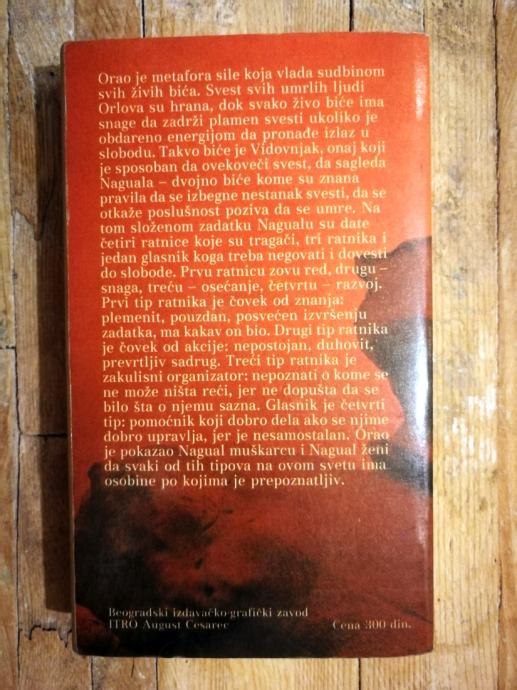 Orao je metafora sile koja vlada sudbinom
svih živih bića. Svest svih umrlih ljudi
Orlova su hrana, dok svako živo biće ima
snage da zadrži plamen svesti ukoliko je
obdareno energijom da pronađe izlaz u
slobodu. Takvo biće je Vidovnjak, onaj koji
je sposoban da ovekoveči svest, da sagleda
Naguala – dvojno biće kome su znana
pravila da se izbegne nestanak svesti, da se
otkaže poslušnost poziva da se umre. Na
tom složenom zadatku Nagualu su date
četiri ratnice koje su tragači, tri ratnika i
jedan glasnik koga treba negovati i dovesti
do slobode. Prvu ratnicu zovu red, drugu –
snaga, treću – osećanje, četvrtu – razvoj.
Prvi tip ratnika je čovek od znanja:
plemenit, pouzdan, posvećen izvršenju
zadatka, ma kakav on bio. Drugi tip ratnika
je čovek od akcije: nepostojan, duhovit,
prevrtljiv sadrug. Treći tip ratnika je
zakulisni organizator: nepoznati o kome se
ne može ništa reći, jer ne dopušta da se
bilo šta o njemu sazna. Glasnik je četvrti
tip: pomoćnik koji dobro dela ako se njime
dobro upravlja, jer je nesamostalan. Orao
je pokazao Nagual muškarcu i Nagual ženi
da svaki od tih tipova na ovom svetu ima
osobine po kojima je prepoznatljiv.
Beogradski izdavačko-grafički zavod
ITRO August Cesarec
Cena 300 din.